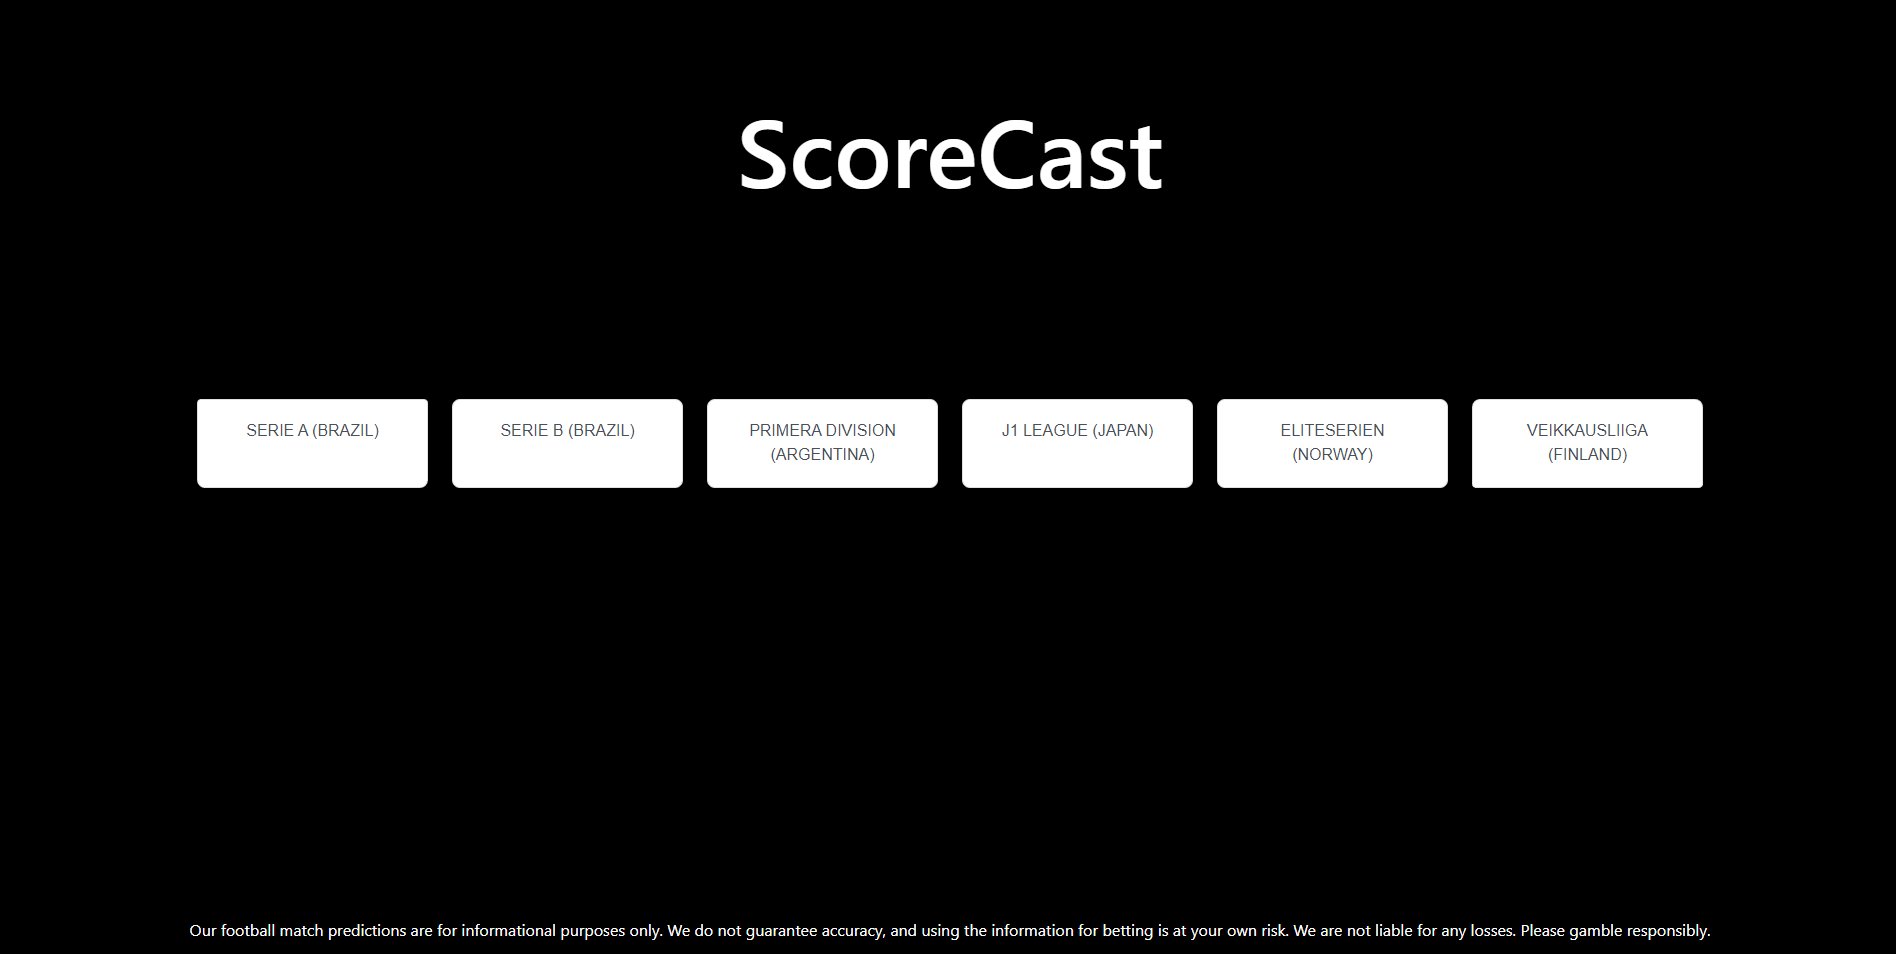 ScoreCast
SERIE A (BRAZIL)
SERIE B (BRAZIL)
PRIMERA DIVISION
(ARGENTINA)
J1 LEAGUE (JAPAN)
ELITESERIEN
(NORWAY)
VEIKKAUSLIIGA
(FINLAND)
Our football match predictions are for informational purposes only. We do not guarantee accuracy, and using the information for betting is at your own risk. We are not liable for any losses. Please gamble responsibly.